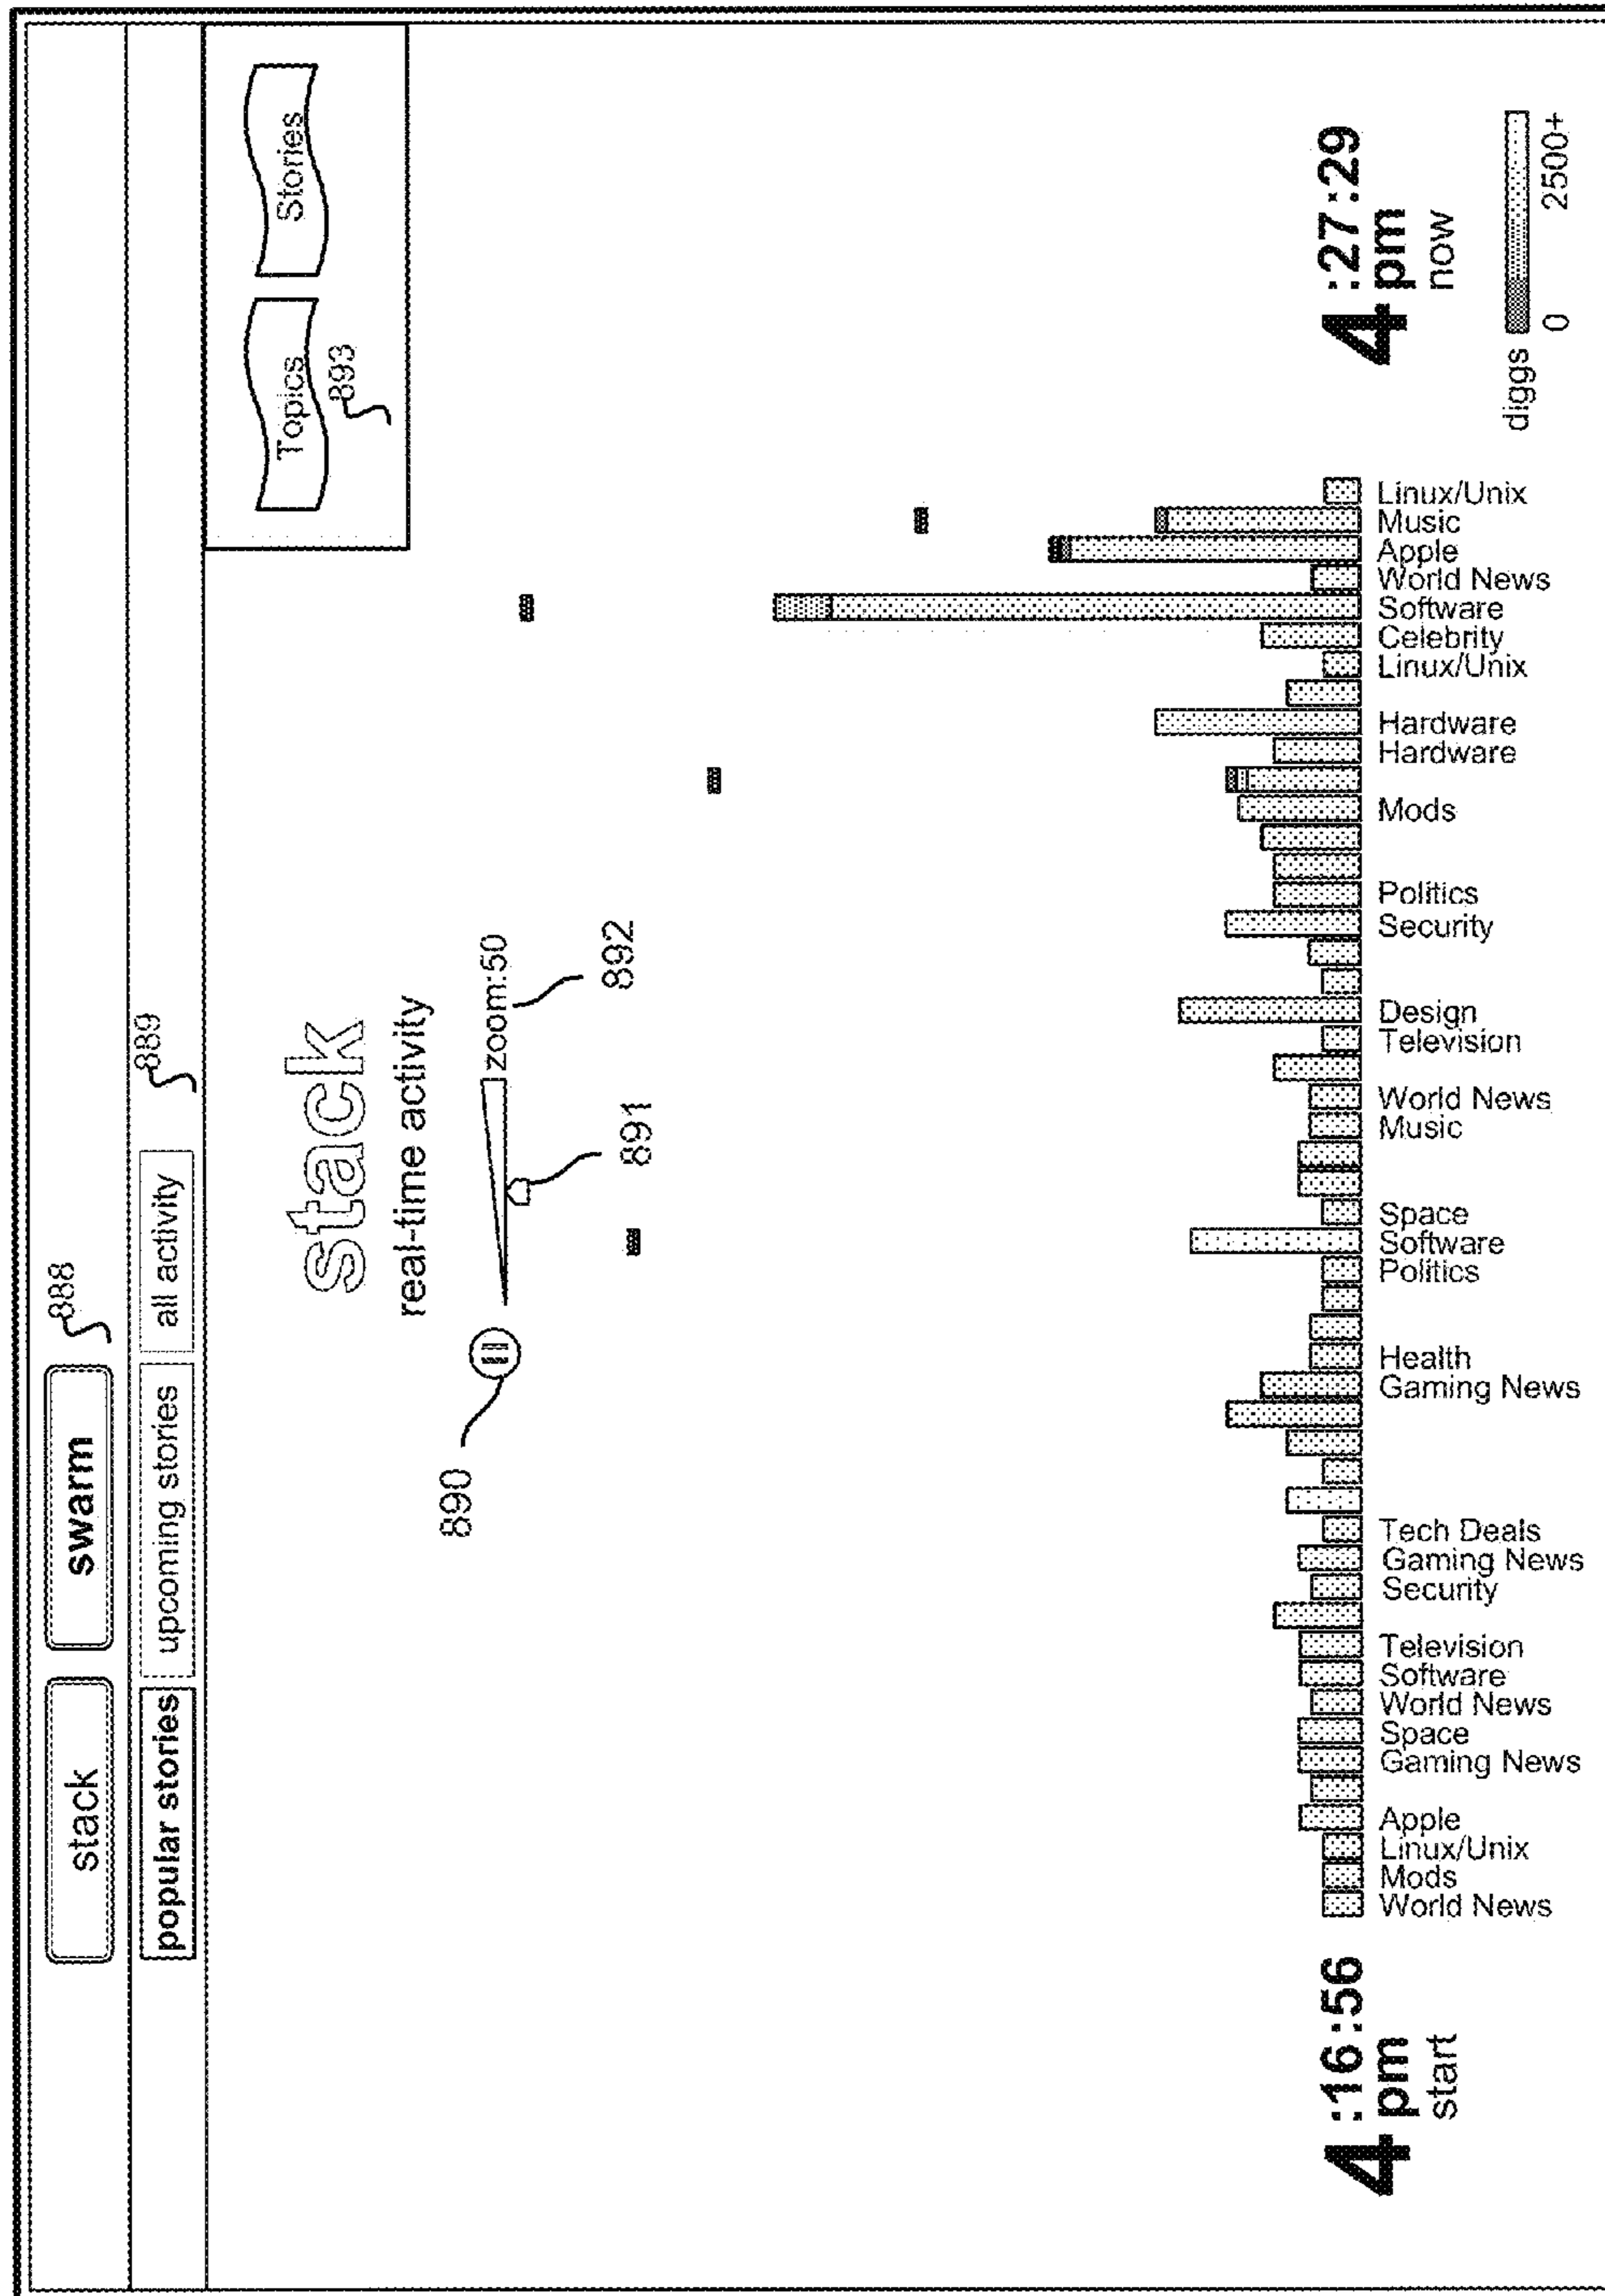 stack
swarm
888
popular stories
upcoming stories
all activity
889
Topics
Stories
893
stack
real-time activity
zoom:50
890
891
892
4:16:56
pm
start
World News
Mods
Linux/Unix
Apple
Gaming News
Space
World News
Software
Television
Security
Gaming News
Tech Deals
Gaming News
Health
Politics
Software
Space
Music
World News
Television
Design
Security
Politics
Mods
Hardware
Hardware
Linux/Unix
Celebrity
Software
World News
Apple
Music
Linux/Unix
4:27:29
pm
now
diggs
0
2500+